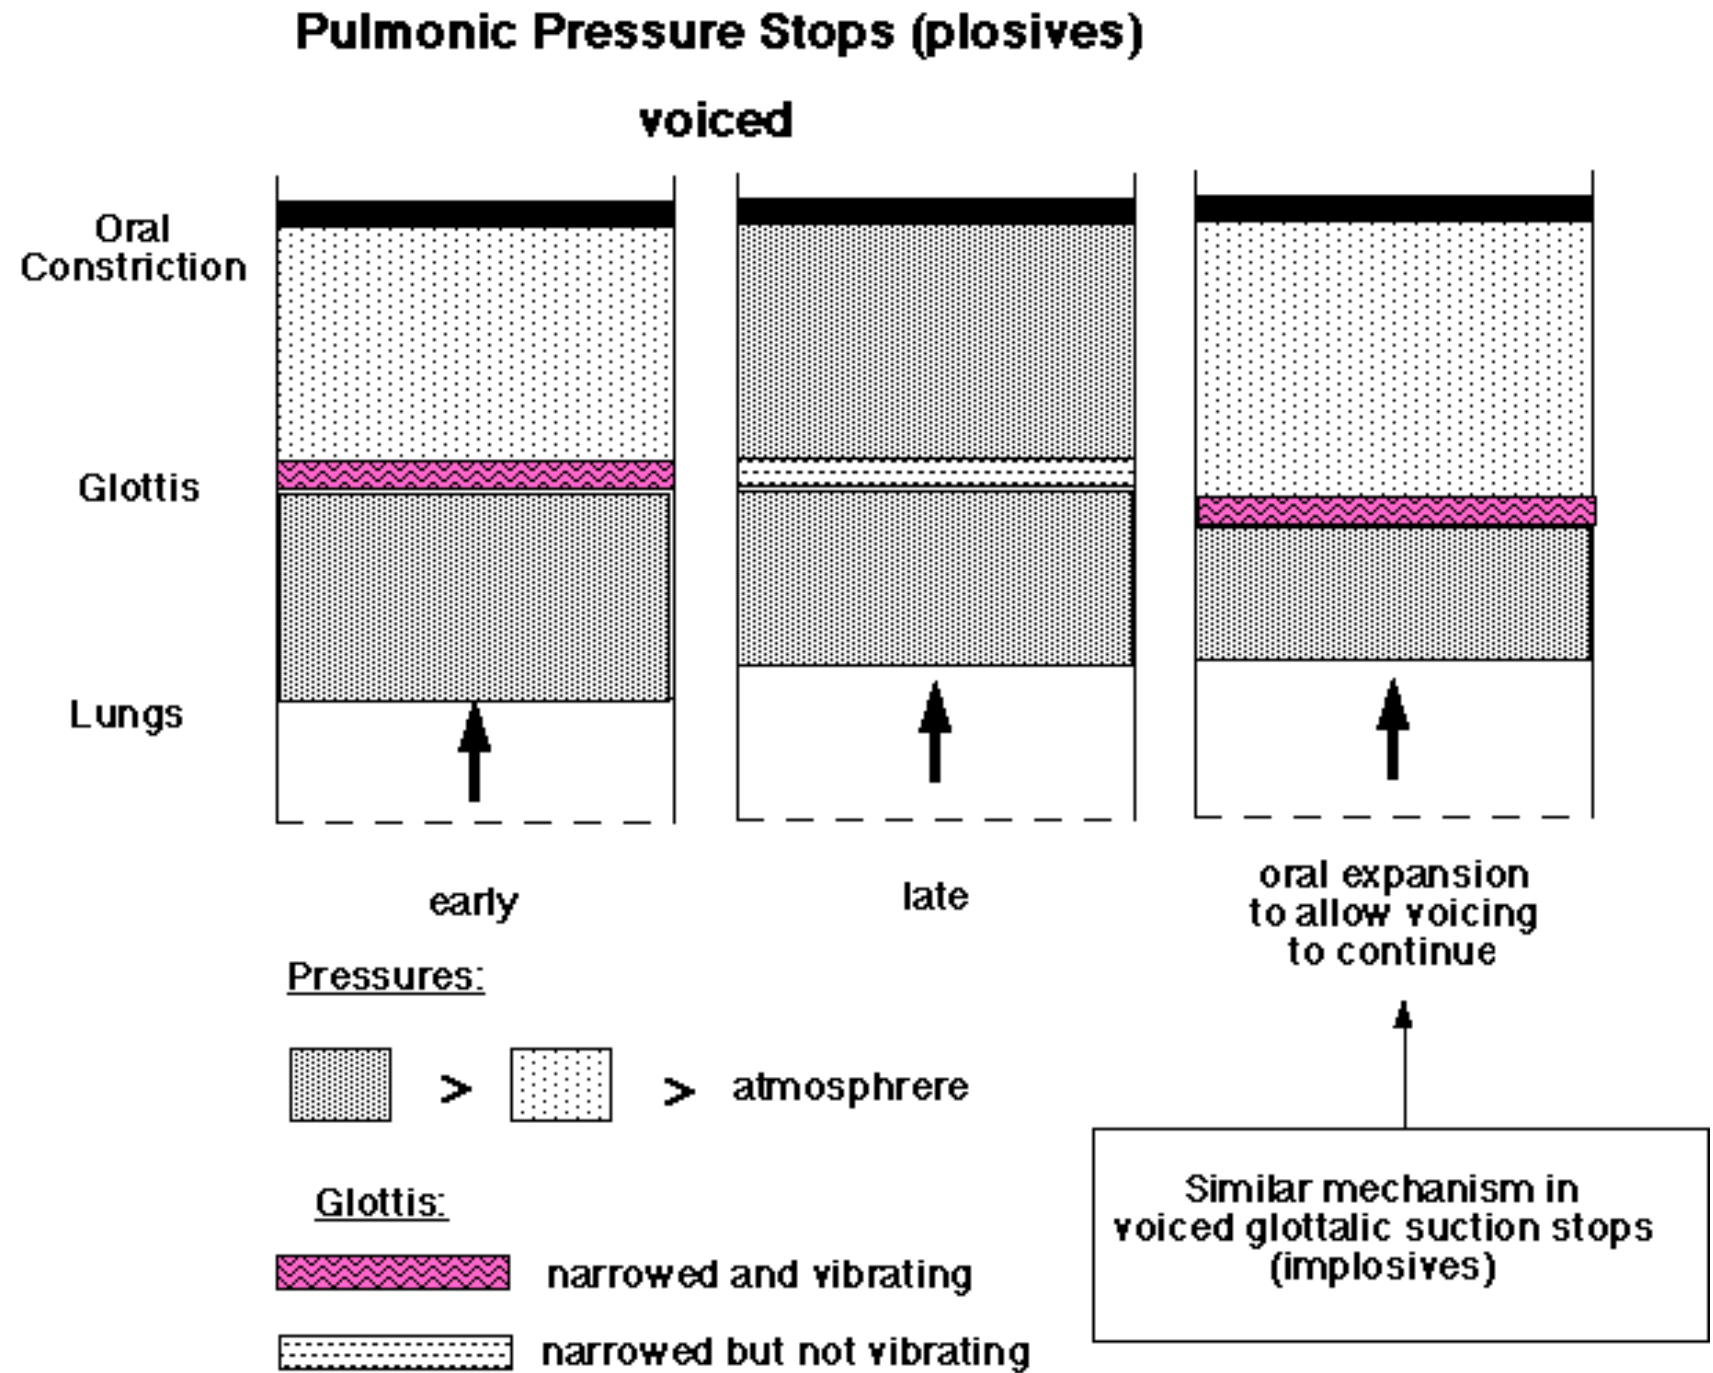 Pulmonic Pressure Stops (plosives)
voiced
Oral
Constriction
Glottis
Lungs
early
late
oral expansion
to allow voicing
to continue
Pressures:
> > atmosphrere
Glottis:
narrowed and vibrating
narrowed but not vibrating
Similar mechanism in
voiced glottalic suction stops
(implosives)